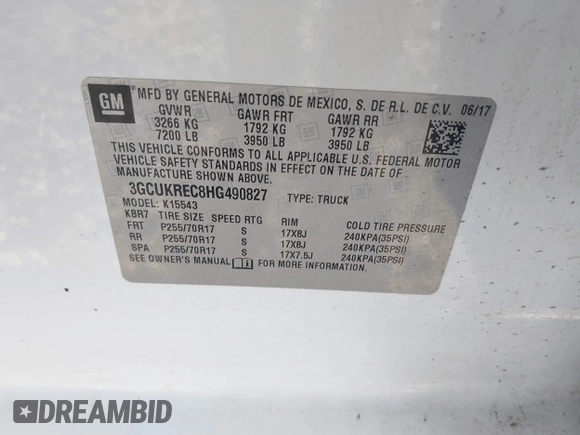 GM
MFD BY GENERAL MOTORS DE MEXICO, S. DE R.L. DE C.V. 06/17
GVWR GAWR FRT GAWR RR
3266 KG 1792 KG 1792 KG
7200 LB 3950 LB 3950 LB
THIS VEHICLE CONFORMS TO ALL APPLICABLE U.S. FEDERAL MOTOR
VEHICLE SAFETY STANDARDS IN EFFECT ON THE DATE OF
MANUFACTURE SHOWN ABOVE.
3GCUKREC8HG490827 TYPE: TRUCK
MODEL: K15543
KBR7 TIRE SIZE SPEED RTG RIM COLD TIRE PRESSURE
FRT P255/70R17 S 17X8J 240KPA(35PSI)
RR P255/70R17 S 17X8J 240KPA(35PSI)
SPA P255/70R17 S 17X7.5J 240KPA(35PSI)
SEE OWNER'S MANUAL FOR MORE INFORMATION.
DREAMBID